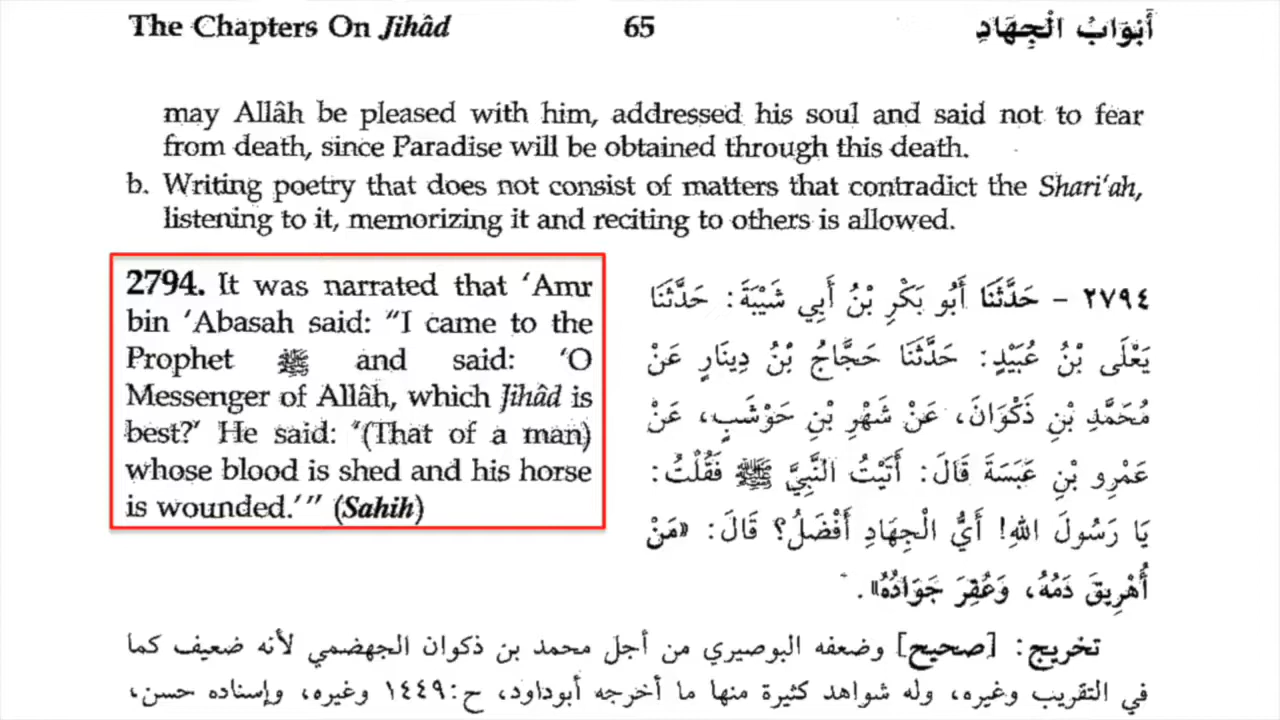 The Chapters On Jihâd 65 أَبْوَابُ الْجِهَادِ
may Allâh be pleased with him, addressed his soul and said not to fear
from death, since Paradise will be obtained through this death.
b. Writing poetry that does not consist of matters that contradict the Shari'ah,
listening to it, memorizing it and reciting to others is allowed.
2794. It was narrated that 'Amr
bin 'Abasah said: "I came to the
Prophet ﷺ and said: 'O
Messenger of Allâh, which Jihâd is
best?' He said: '(That of a man)
whose blood is shed and his horse
is wounded.'" (Sahih)
٢٧٩٤ - حَدَّثَنَا أَبُو بَكْرِ بْنُ أَبِي شَيْبَةَ: حَدَّثَنَا
يَعْلَى بْنُ عُبَيْدٍ: حَدَّثَنَا حَجَّاجُ بْنُ دِينَارٍ عَنْ
مُحَمَّدِ بْنِ ذَكْوَانَ، عَنْ شَهْرِ بْنِ حَوْشَبٍ، عَنْ
عَمْرِو بْنِ عَبَسَةَ قَالَ: أَتَيْتُ النَّبِيَّ ﷺ فَقُلْتُ:
يَا رَسُولَ اللهِ! أَيُّ الْجِهَادِ أَفْضَلُ؟ قَالَ: «مَنْ
أُهْرِيقَ دَمُهُ، وَعُقِرَ جَوَادُهُ».
تخريج: [صحيح] وضعفه البوصيري من أجل محمد بن ذكوان الجهضمي لأنه ضعيف كما
في التقريب وغيره، وله شواهد كثيرة منها ما أخرجه أبوداود، ح:١٤٤٩ وغيره، وإسناده حسن،